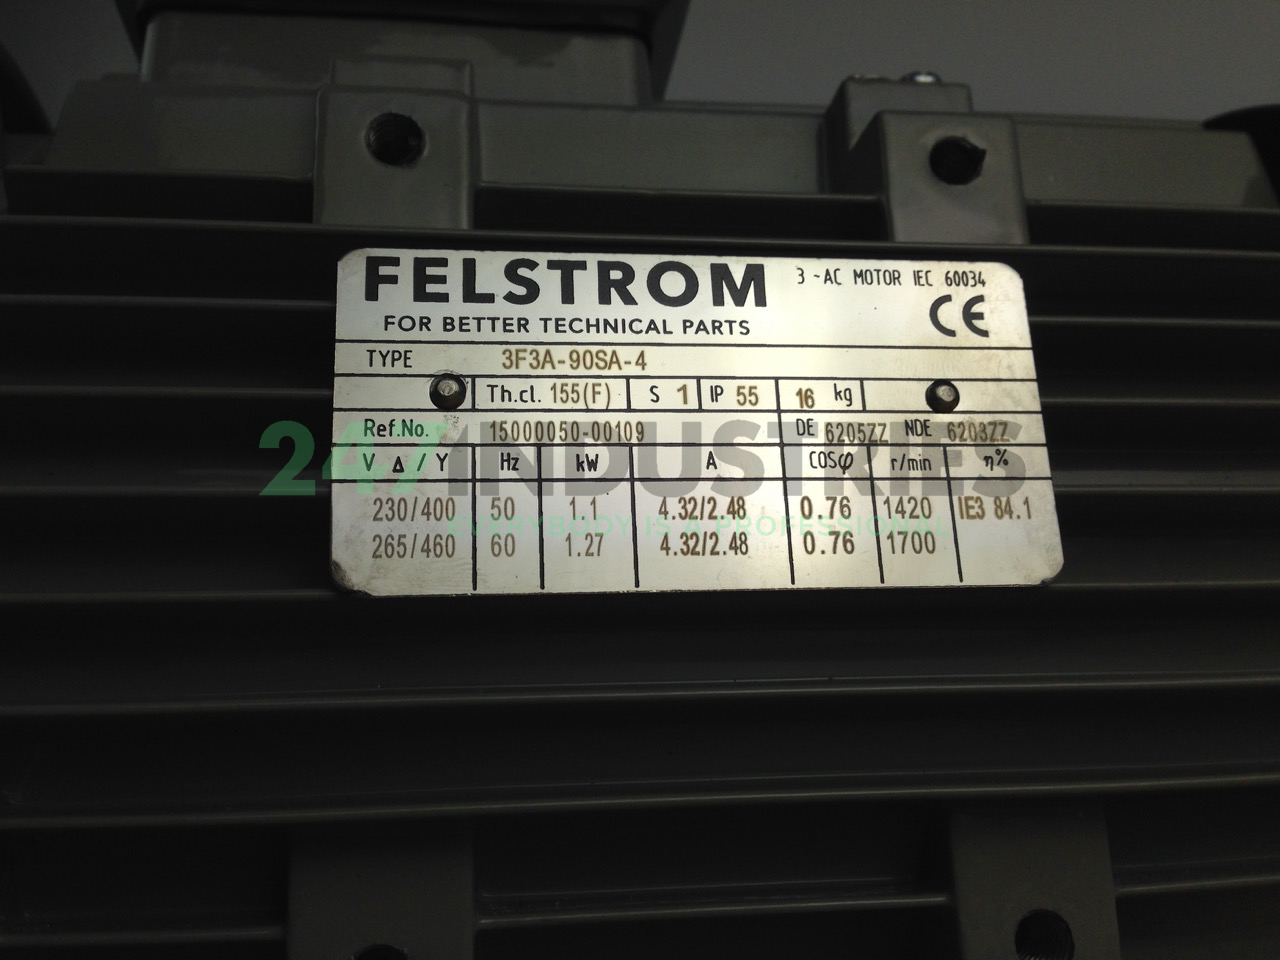 FELSTROM
3 ~AC MOTOR IEC 60034
FOR BETTER TECHNICAL PARTS
CE
TYPE 3F3A-90SA-4
Th.cl. 155(F) S 1 IP 55 16 kg
Ref.No. 15000050-00109 DE 6205ZZ NDE 6203ZZ
247INDUSTRIES
V Δ / Y Hz kW A COSφ r/min η%
230/400 50 1.1 4.32/2.48 0.76 1420 IE3 84.1
EVERYBODY IS A PROFESSIONAL
265/460 60 1.27 4.32/2.48 0.76 1700